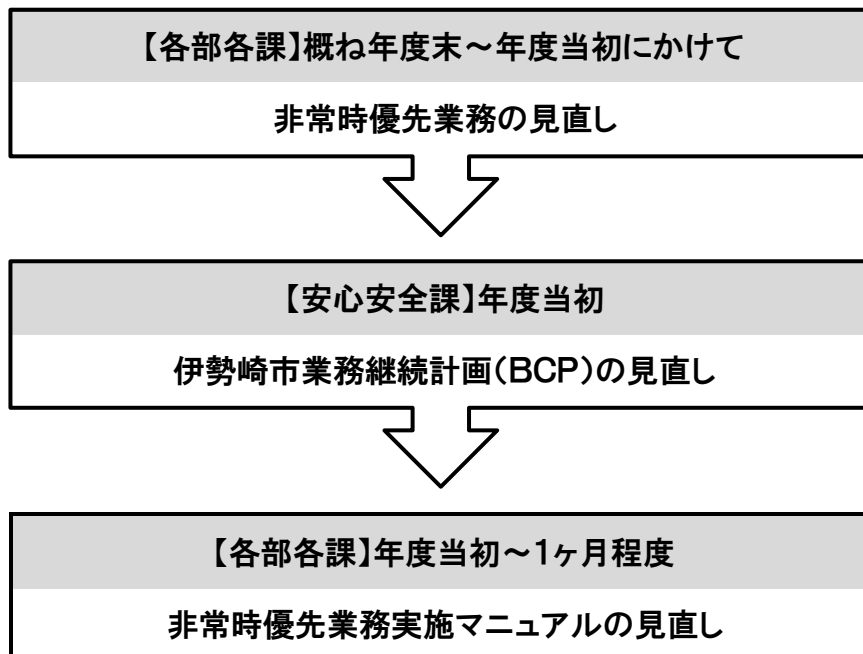 【各部各課】概ね年度末～年度当初にかけて
非常時優先業務の見直し
【安心安全課】年度当初
伊勢崎市業務継続計画（BCP）の見直し
【各部各課】年度当初～１ヶ月程度
非常時優先業務実施マニュアルの見直し